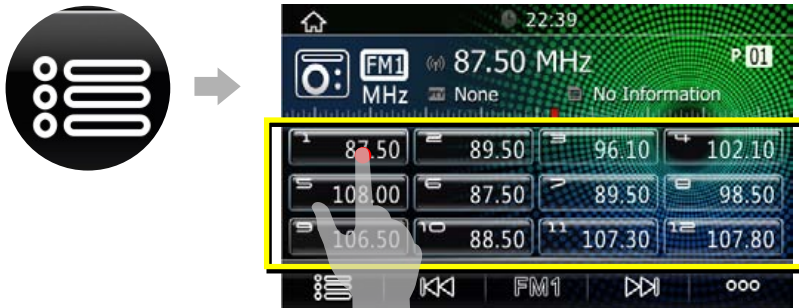 22:39
FM1 87.50 MHz P 01
MHz PTY None No Information
1 87.50 2 89.50 3 96.10 4 102.10
5 108.00 6 87.50 7 89.50 8 98.50
9 106.50 10 88.50 11 107.30 12 107.80
FM1